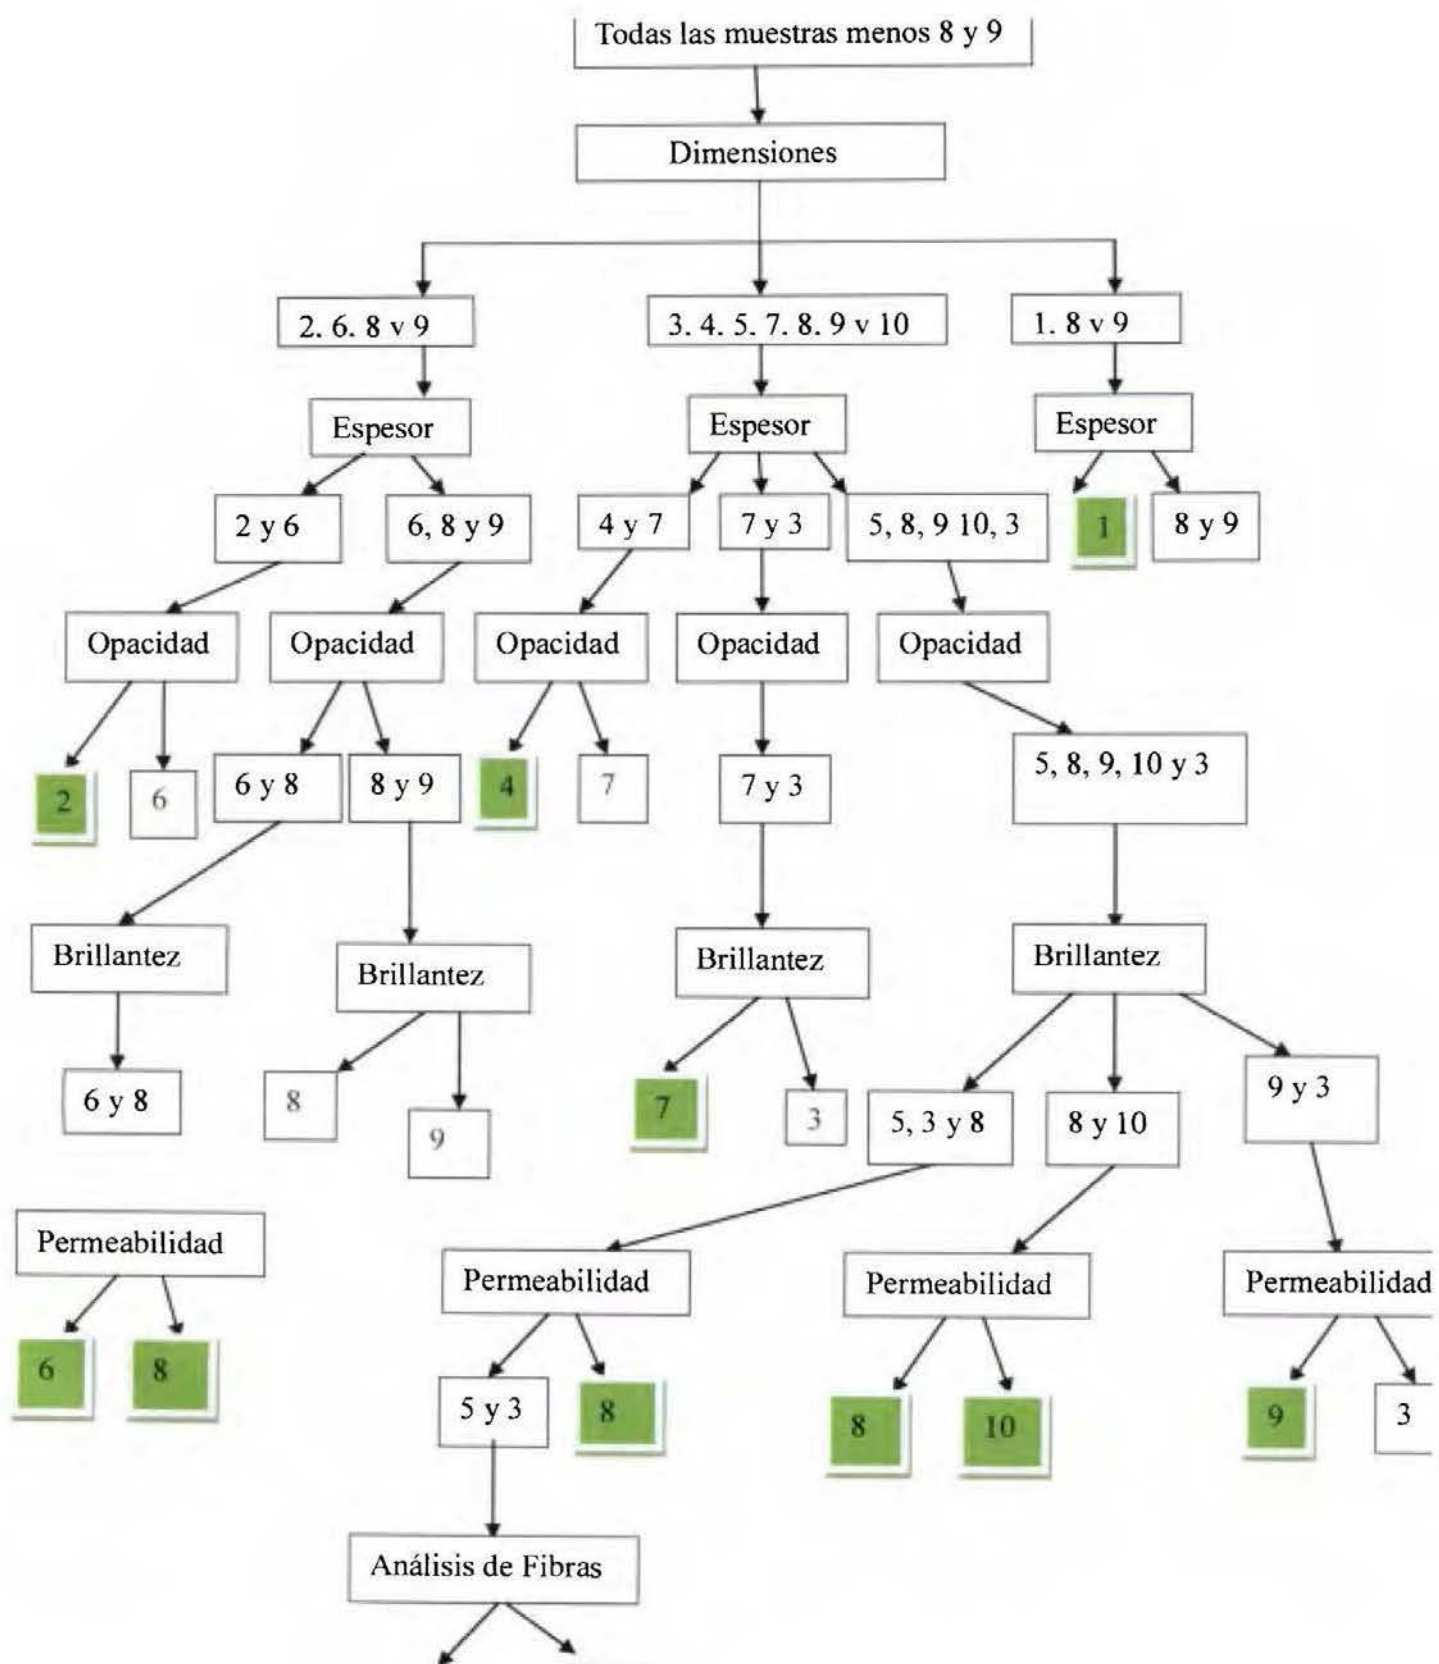 Todas las muestras menos 8 y 9
Dimensiones
2. 6. 8 v 9
3. 4. 5. 7. 8. 9 v 10
1. 8 v 9
Espesor
Espesor
Espesor
2 y 6
6, 8 y 9
4 y 7
7 y 3
5, 8, 9 10, 3
1
8 y 9
Opacidad
Opacidad
Opacidad
Opacidad
Opacidad
2
6
6 y 8
8 y 9
4
7
7 y 3
5, 8, 9, 10 y 3
Brillantez
Brillantez
Brillantez
Brillantez
6 y 8
8
9
7
3
5, 3 y 8
8 y 10
9 y 3
Permeabilidad
Permeabilidad
Permeabilidad
Permeabilidad
6
8
5 y 3
8
8
10
9
3
Análisis de Fibras